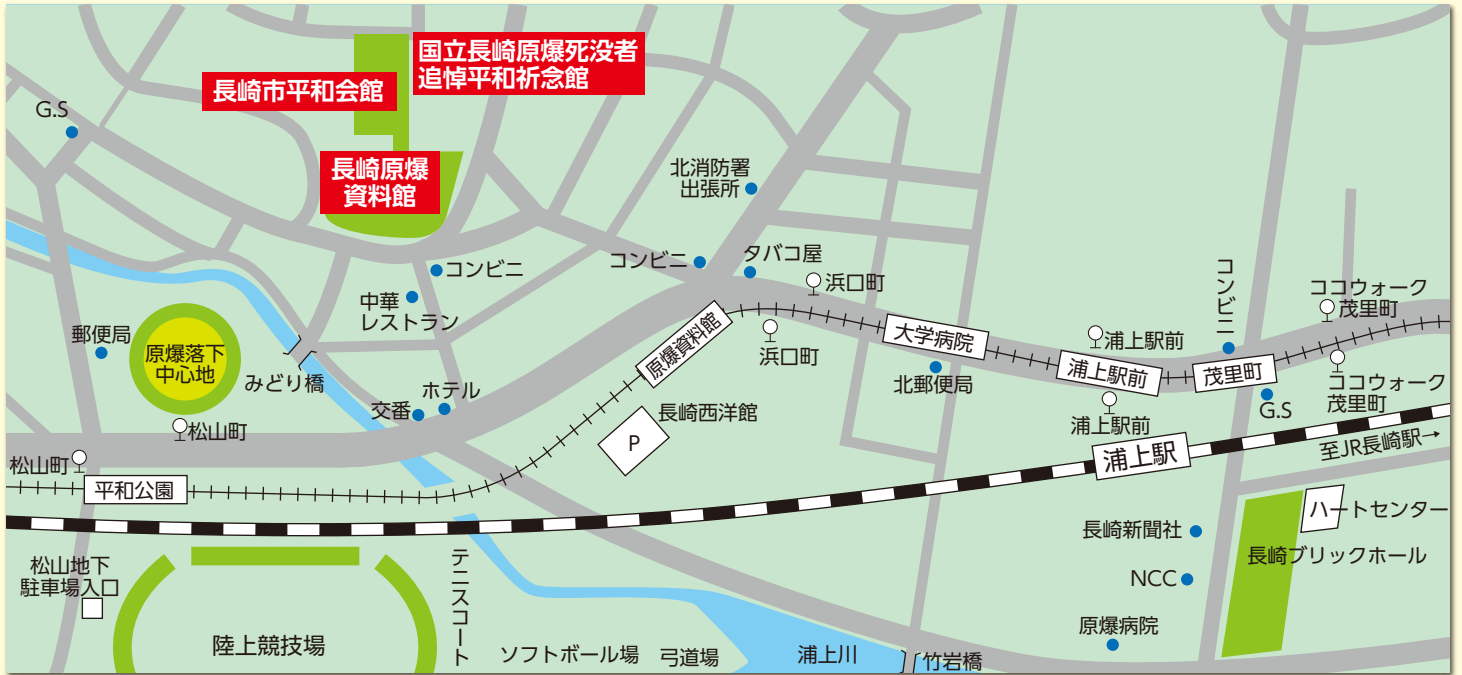 国立長崎原爆死没者
追悼平和祈念館
長崎市平和会館
G.S
長崎原爆
資料館
北消防署
出張所
コンビニ
タバコ屋
コンビニ
浜口町
中華
レストラン
コンビニ
ココウォーク
茂里町
郵便局
原爆落下
中心地
みどり橋
原爆資料館
浜口町
大学病院
浦上駅前
浦上駅前
茂里町
北郵便局
ココウォーク
茂里町
ホテル
交番
長崎西洋館
P
G.S
浦上駅前
松山町
松山町
平和公園
浦上駅
至JR長崎駅→
ハートセンター
長崎新聞社
長崎ブリックホール
松山地下
駐車場入口
テニスコート
NCC
陸上競技場
ソフトボール場
弓道場
浦上川
竹岩橋
原爆病院